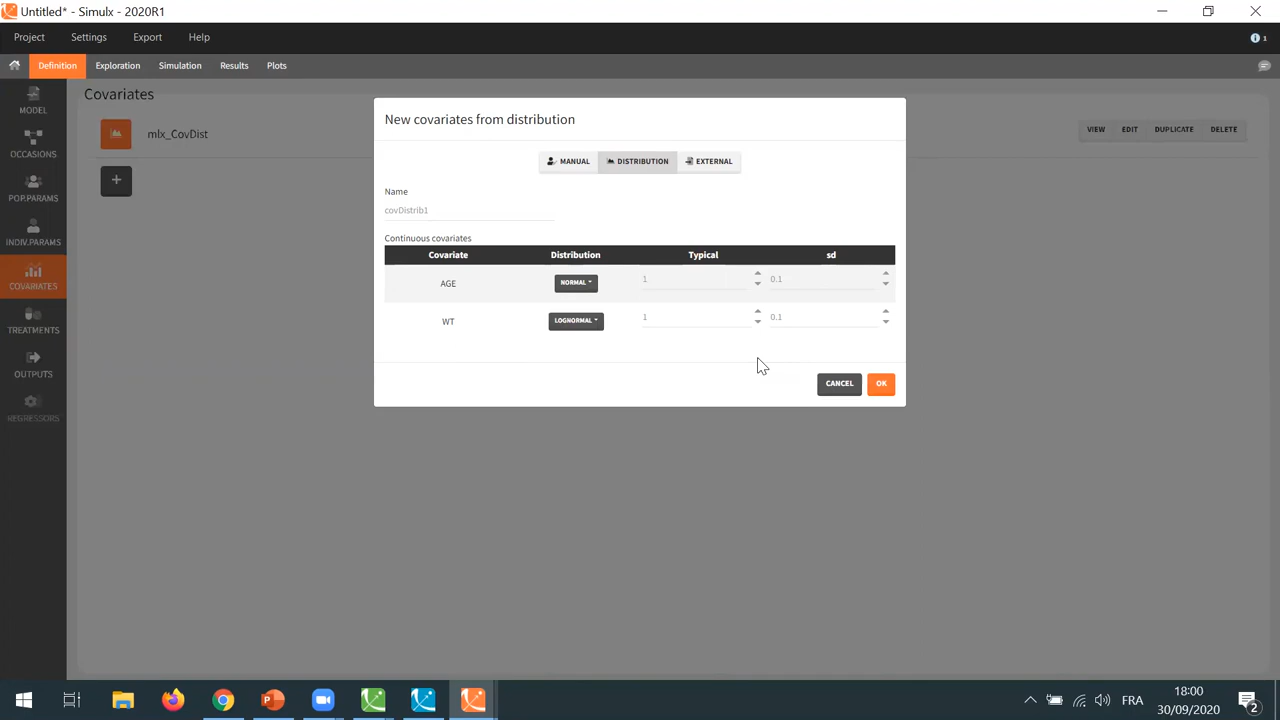 Untitled* - Simulx - 2020R1
Project Settings Export Help
1
Definition Exploration Simulation Results Plots
MODEL
OCCASIONS
POP.PARAMS
INDIV.PARAMS
COVARIATES
TREATMENTS
OUTPUTS
REGRESSORS
Covariates
mlx_CovDist
VIEW EDIT DUPLICATE DELETE
+
New covariates from distribution
MANUAL DISTRIBUTION EXTERNAL
Name
covDistrib1
Continuous covariates
Covariate Distribution Typical sd
AGE NORMAL 1 0.1
WT LOGNORMAL 1 0.1
CANCEL OK
FRA
18:00
30/09/2020
2